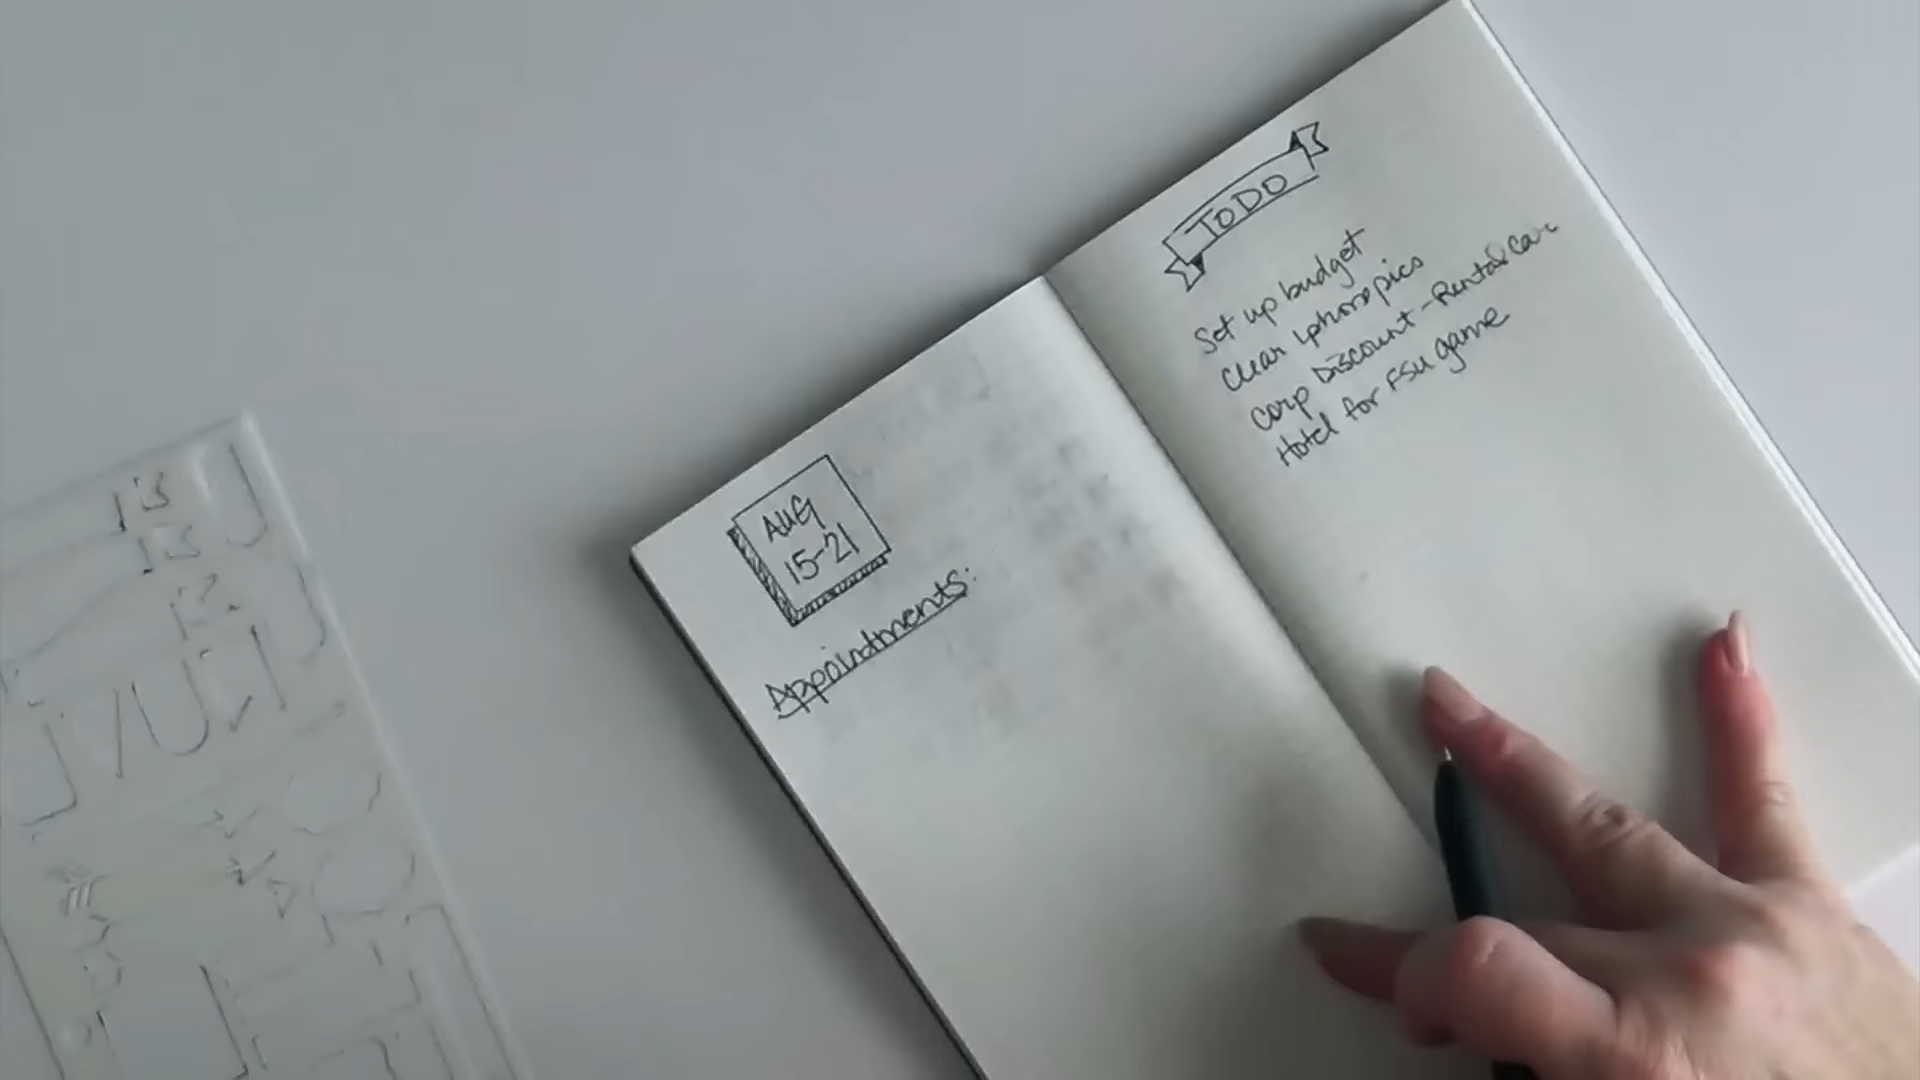 AUG
15-21
Appointments:
TODO
Set up budget
Clear iphone pics
Corp Discount - Rental Car
Hotel for FSU game